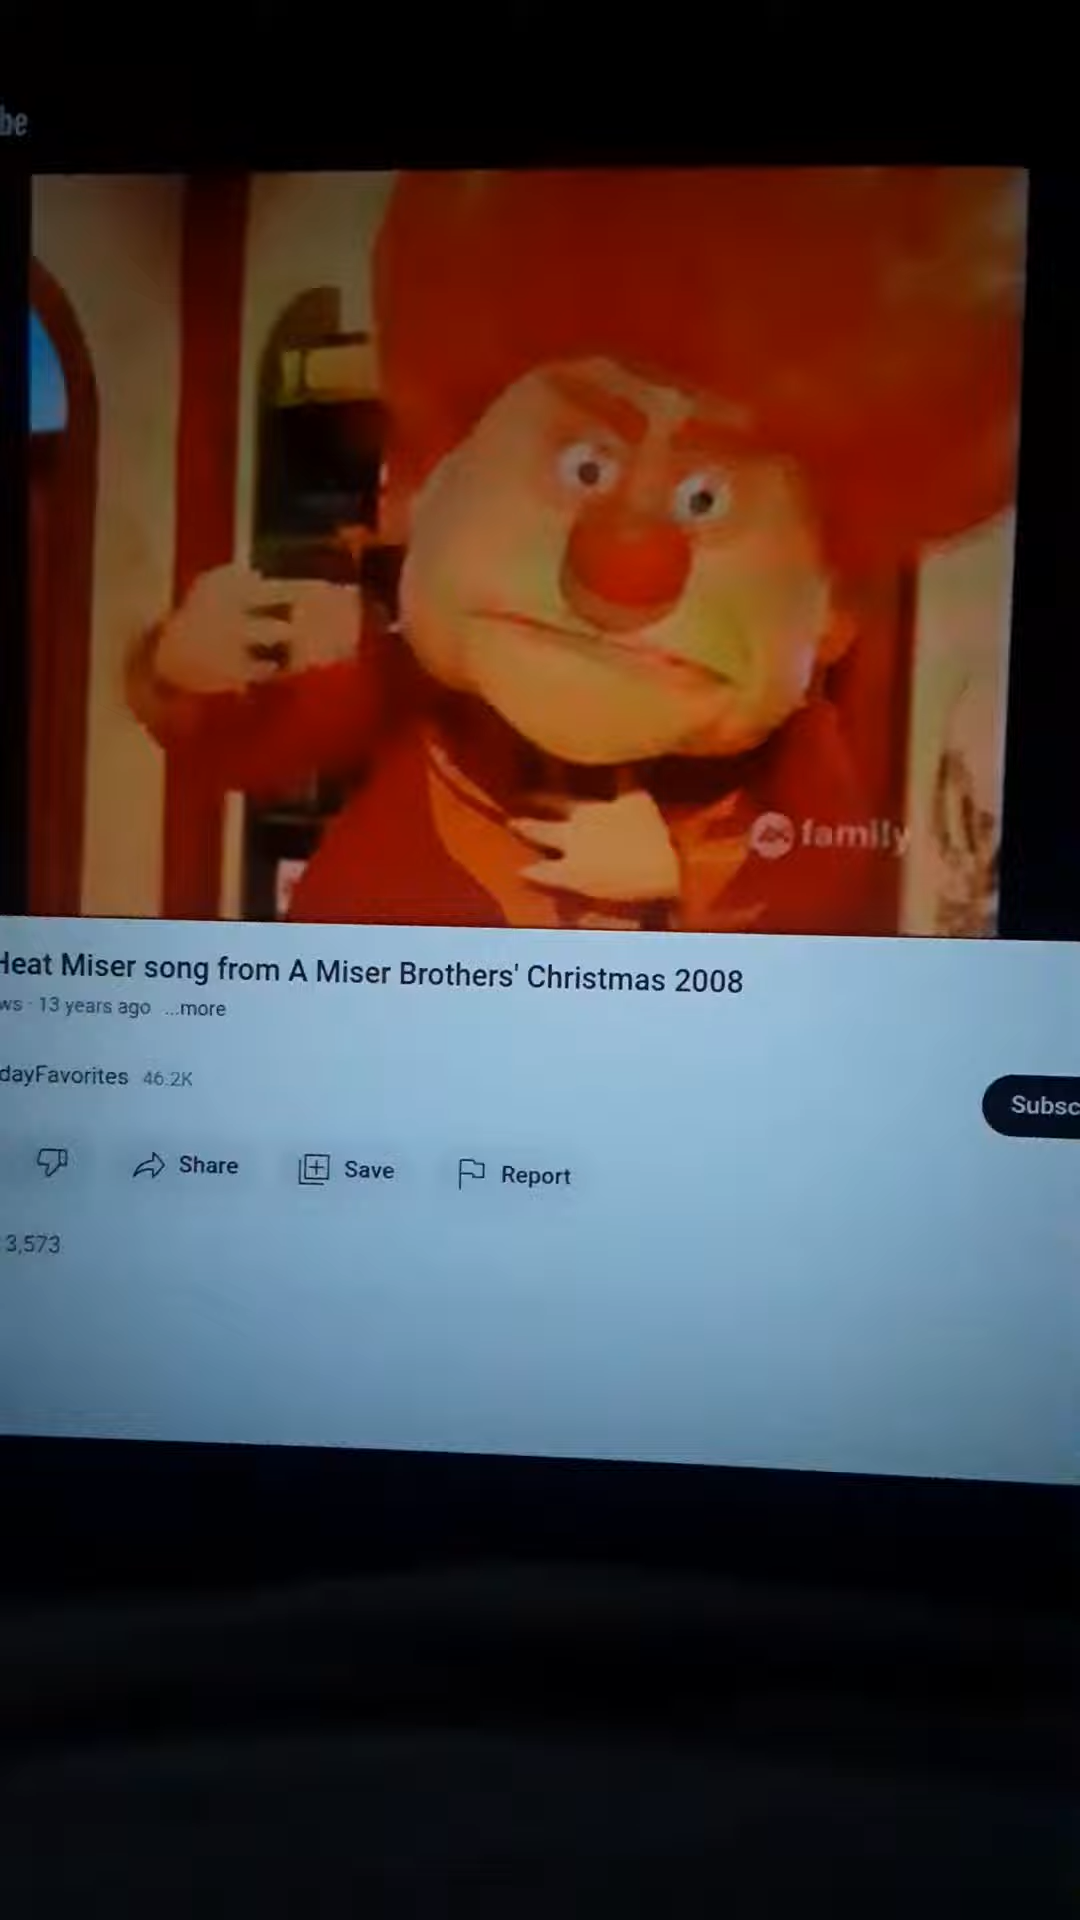 be
family
Heat Miser song from A Miser Brothers' Christmas 2008
ws · 13 years ago ...more
dayFavorites 46.2K
Subsc
Share Save Report
3,573